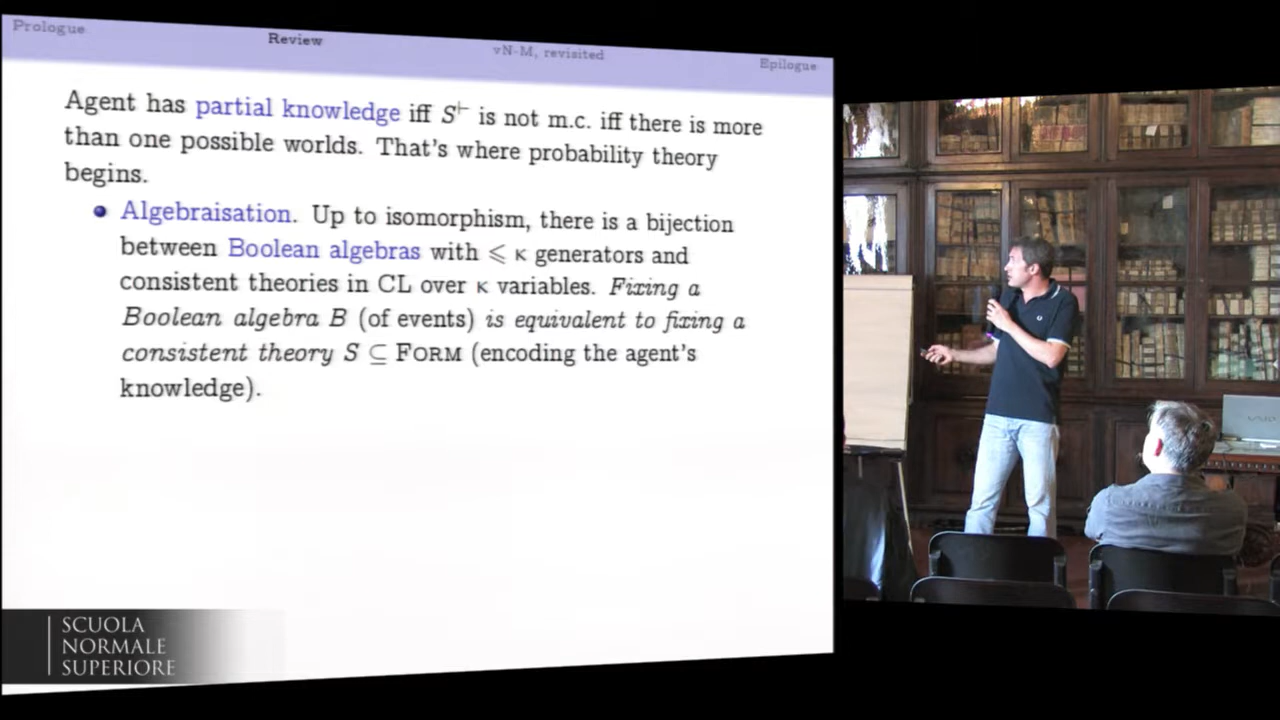 Prologue
Review
vN-M, revisited
Epilogue
Agent has partial knowledge iff S⊢ is not m.c. iff there is more
than one possible worlds. That's where probability theory
begins.
Algebraisation. Up to isomorphism, there is a bijection
between Boolean algebras with ⩽ κ generators and
consistent theories in CL over κ variables. Fixing a
Boolean algebra B (of events) is equivalent to fixing a
consistent theory S ⊆ FORM (encoding the agent's
knowledge).
SCUOLA
NORMALE
SUPERIORE
VAIO